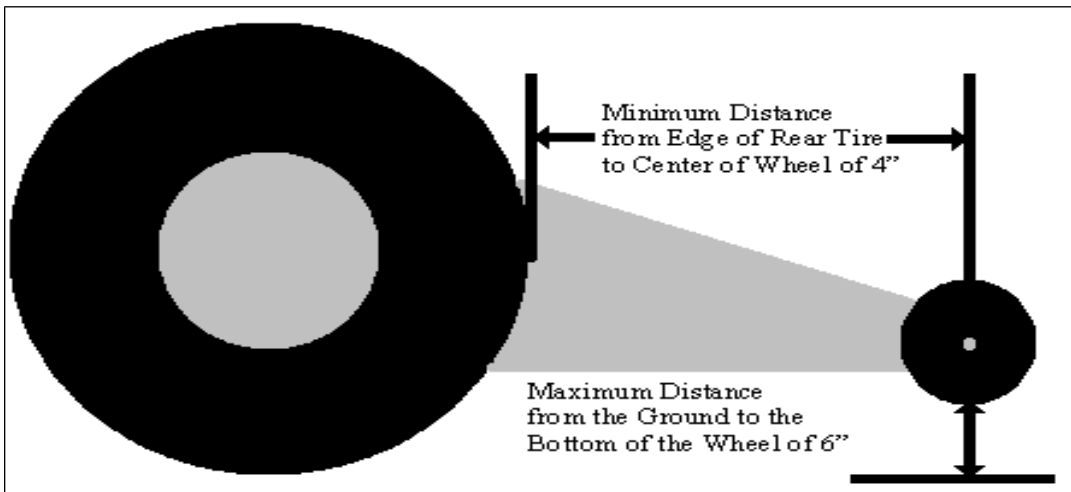 Minimum Distance
from Edge of Rear Tire
to Center of Wheel of 4”
Maximum Distance
from the Ground to the
Bottom of the Wheel of 6”